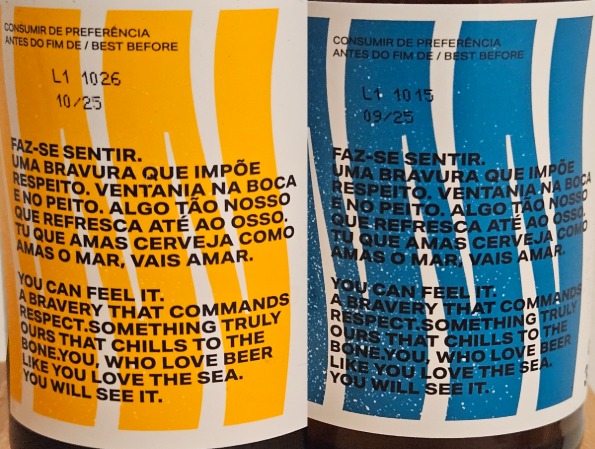 CONSUMIR DE PREFERÊNCIA
ANTES DO FIM DE / BEST BEFORE
L1 1026
10/25
FAZ-SE SENTIR.
UMA BRAVURA QUE IMPÕE
RESPEITO. VENTANIA NA BOCA
E NO PEITO. ALGO TÃO NOSSO
QUE REFRESCA ATÉ AO OSSO.
TU QUE AMAS CERVEJA COMO
AMAS O MAR, VAIS AMAR.
YOU CAN FEEL IT.
A BRAVERY THAT COMMANDS
RESPECT.SOMETHING TRULY
OURS THAT CHILLS TO THE
BONE.YOU, WHO LOVE BEER
LIKE YOU LOVE THE SEA.
YOU WILL SEE IT.
CONSUMIR DE PREFERÊNCIA
ANTES DO FIM DE / BEST BEFORE
L1 1015
09/25
FAZ-SE SENTIR.
UMA BRAVURA QUE IMPÕE
RESPEITO. VENTANIA NA BOCA
E NO PEITO. ALGO TÃO NOSSO
QUE REFRESCA ATÉ AO OSSO.
TU QUE AMAS CERVEJA COMO
AMAS O MAR, VAIS AMAR.
YOU CAN FEEL IT.
A BRAVERY THAT COMMANDS
RESPECT.SOMETHING TRULY
OURS THAT CHILLS TO THE
BONE.YOU, WHO LOVE BEER
LIKE YOU LOVE THE SEA.
YOU WILL SEE IT.